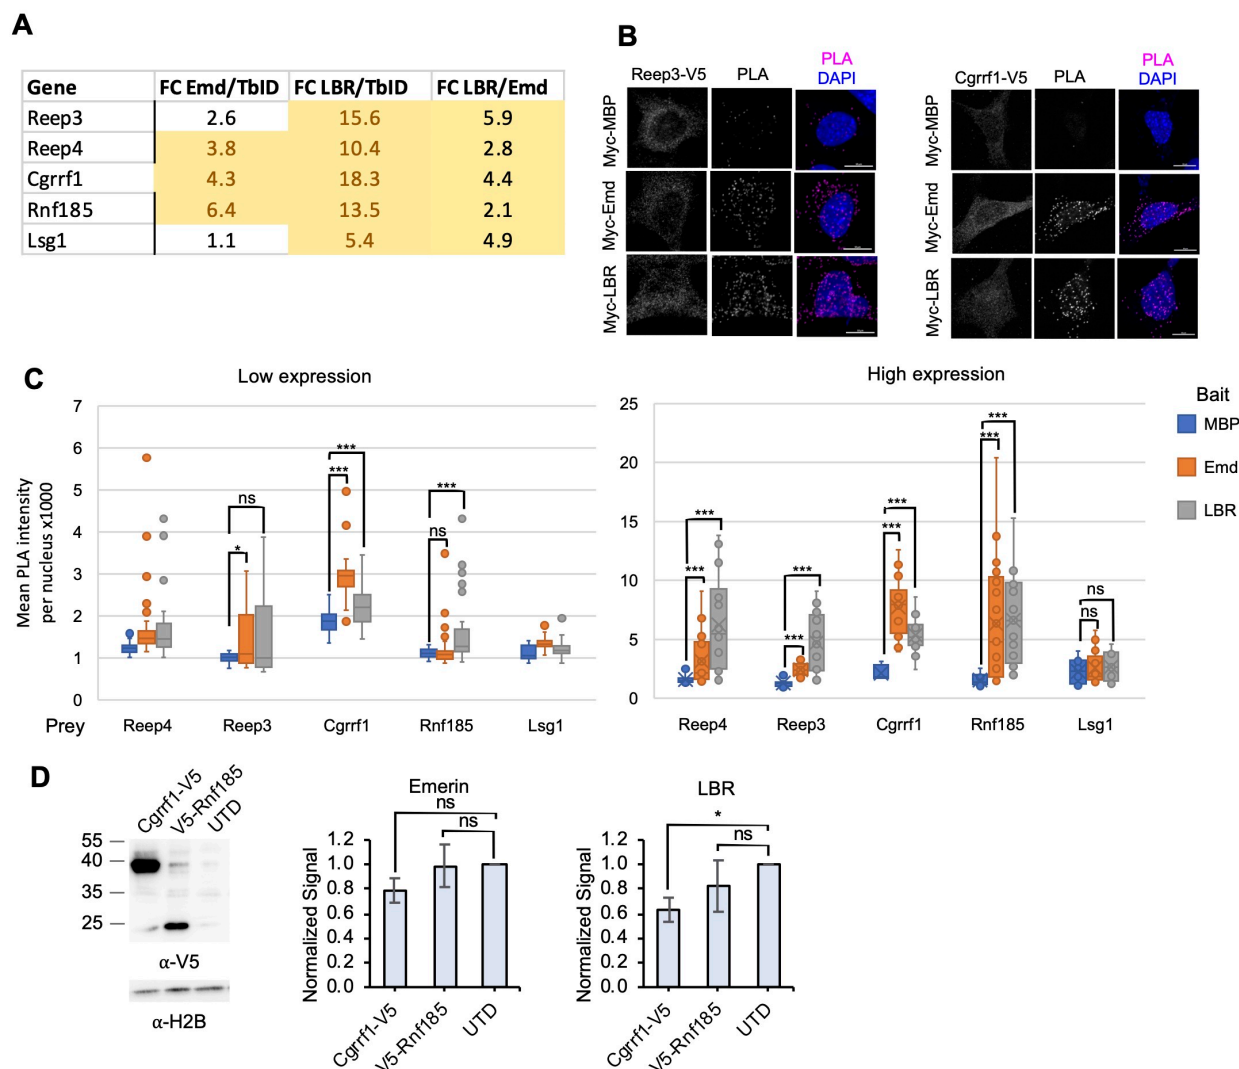 A
Gene FC Emd/TbID FC LBR/TbID FC LBR/Emd
Reep3 2.6 15.6 5.9
Reep4 3.8 10.4 2.8
Cgrrf1 4.3 18.3 4.4
Rnf185 6.4 13.5 2.1
Lsg1 1.1 5.4 4.9
B
Reep3-V5 PLA PLA DAPI
Myc-MBP
Myc-Emd
Myc-LBR
Cgrrf1-V5 PLA PLA DAPI
Myc-MBP
Myc-Emd
Myc-LBR
C
Low expression
Mean PLA intensity
per nucleus x1000
7
6
5
4
3
2
1
0
ns
*
***
***
***
ns
Prey Reep4 Reep3 Cgrrf1 Rnf185 Lsg1
High expression
25
20
15
10
5
0
***
***
***
***
***
***
***
***
ns
ns
Reep4 Reep3 Cgrrf1 Rnf185 Lsg1
Bait
MBP
Emd
LBR
D
Cgrrf1-V5
V5-Rnf185
UTD
55
40
35
25
α-V5
α-H2B
Emerin
ns
ns
Normalized Signal
1.2
1.0
0.8
0.6
0.4
0.2
0.0
Cgrrf1-V5
V5-Rnf185
UTD
LBR
*
ns
Normalized Signal
1.2
1.0
0.8
0.6
0.4
0.2
0.0
Cgrrf1-V5
V5-Rnf185
UTD